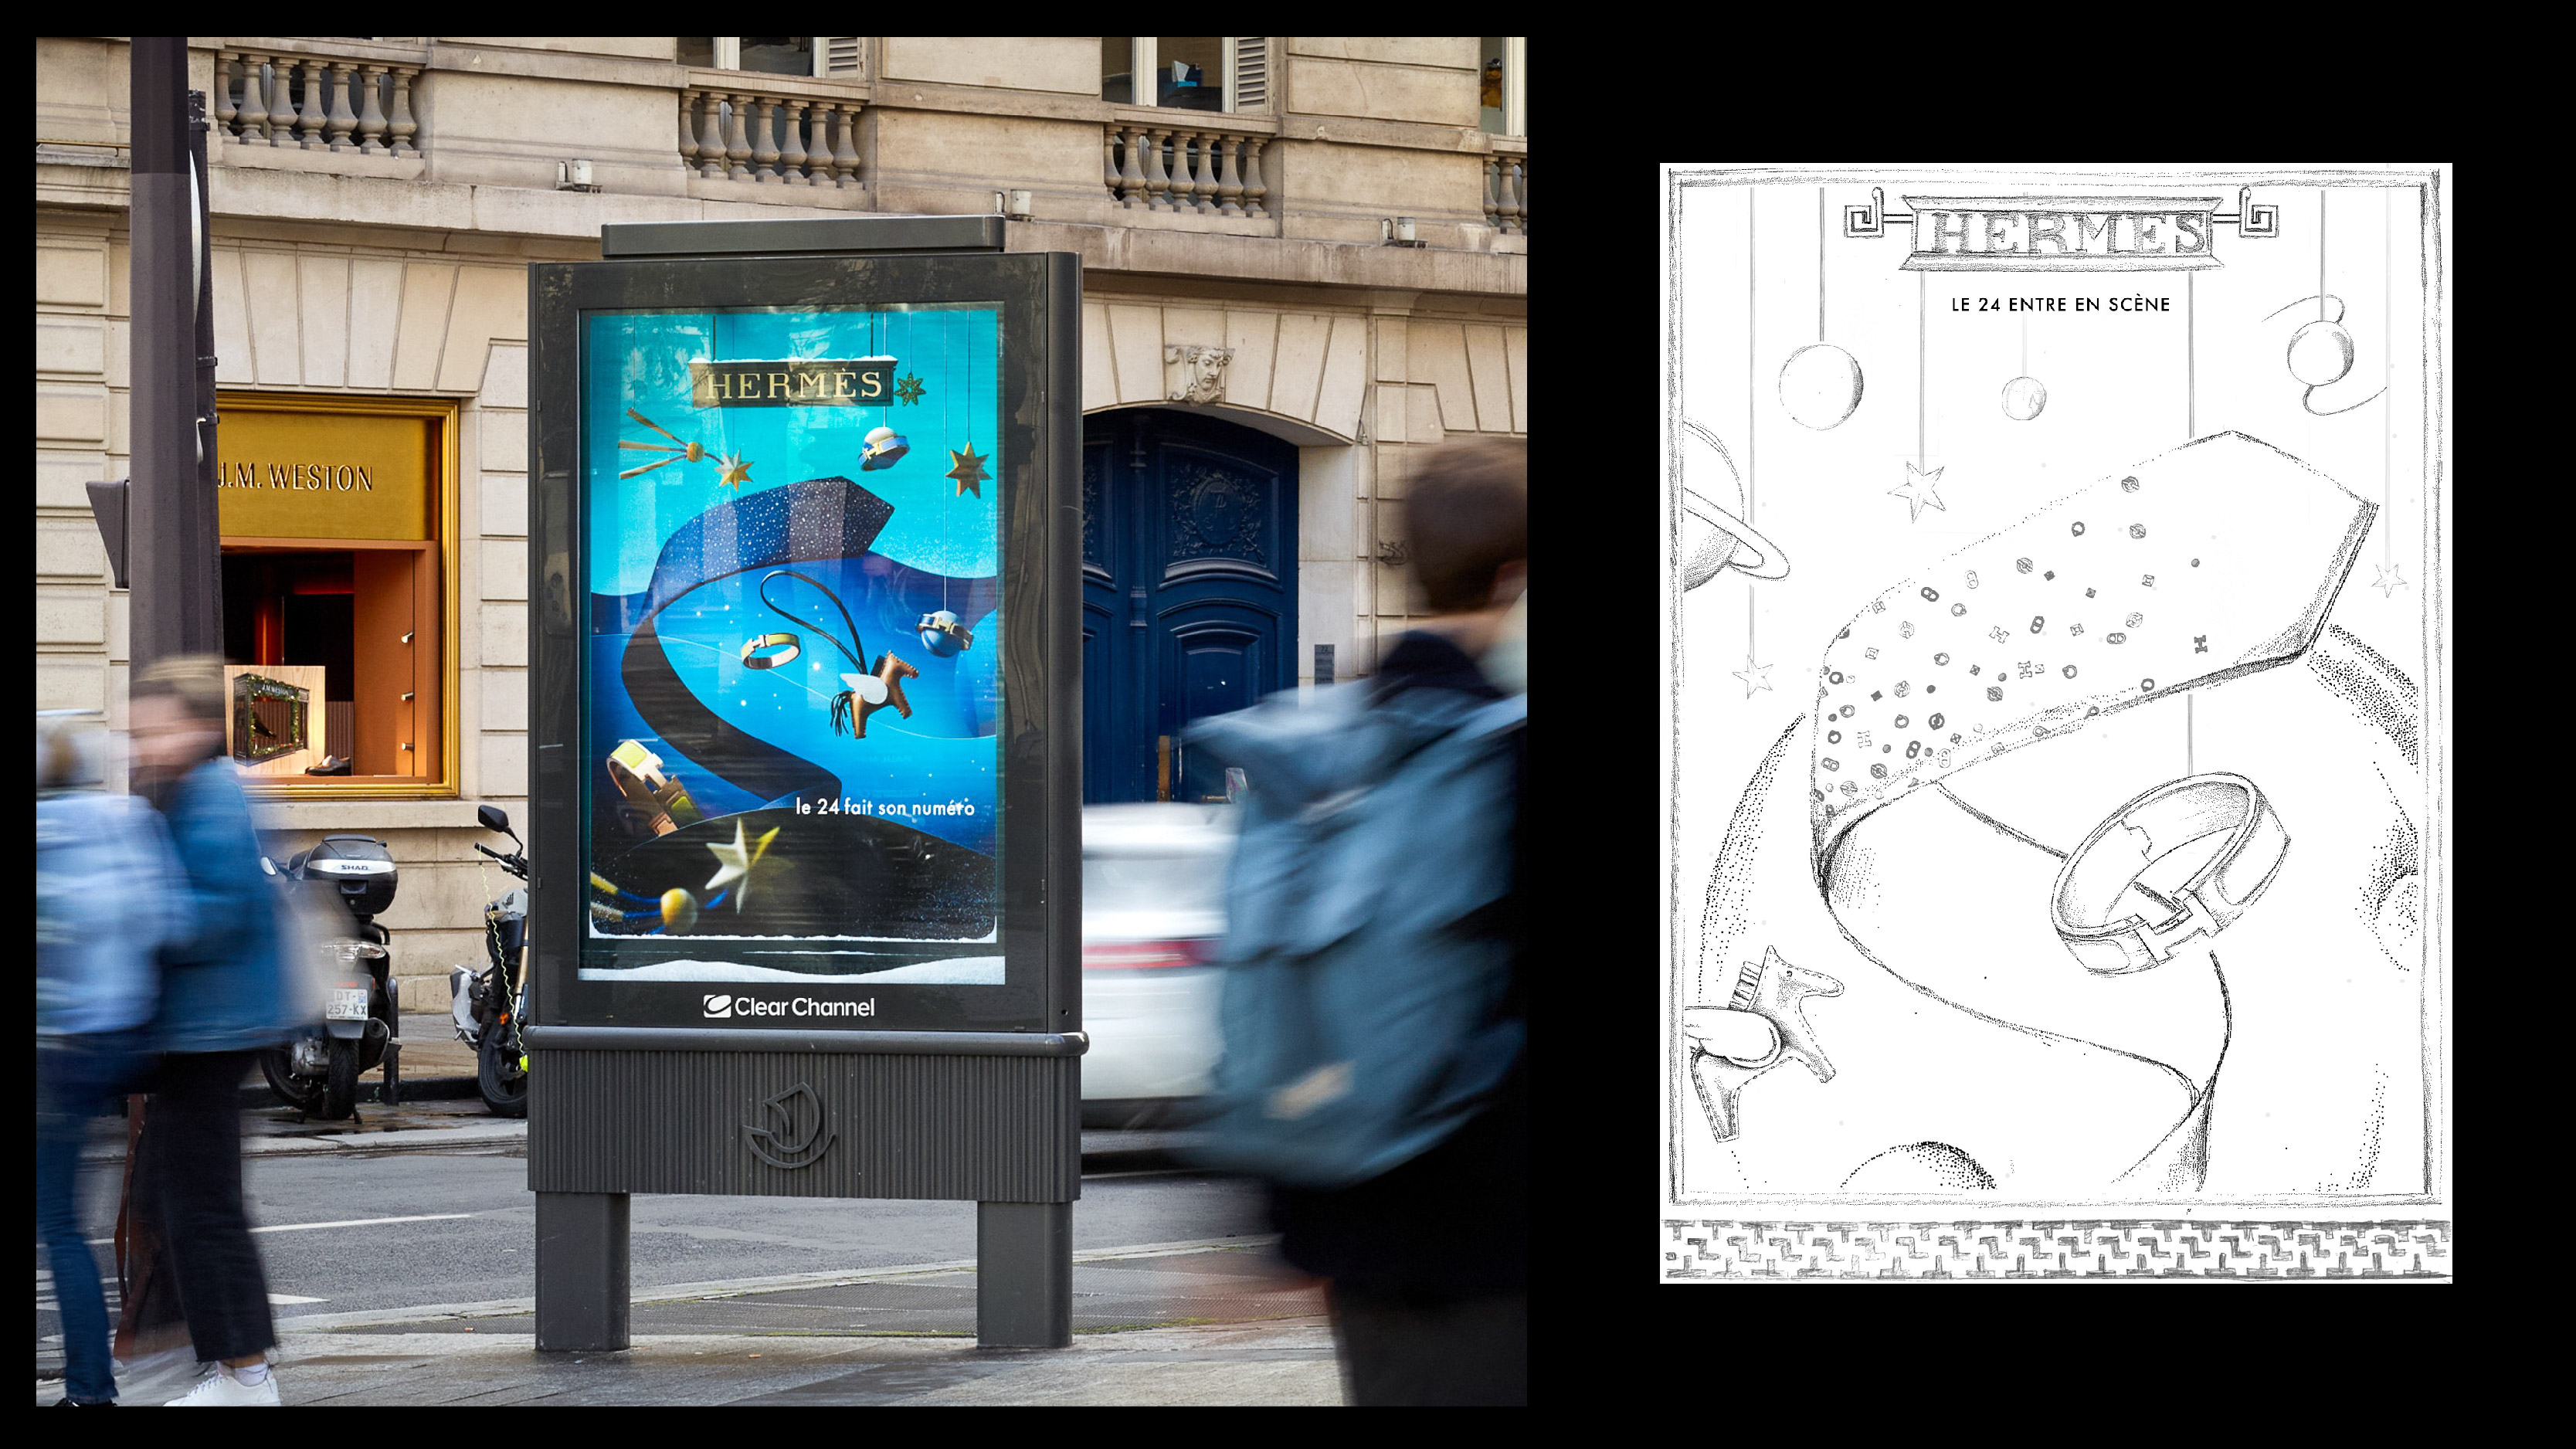 J.M. WESTON
HERMÈS
le 24 fait son numéro
Clear Channel
SHAD
DT-
257-KX
HERMES
LE 24 ENTRE EN SCÈNE